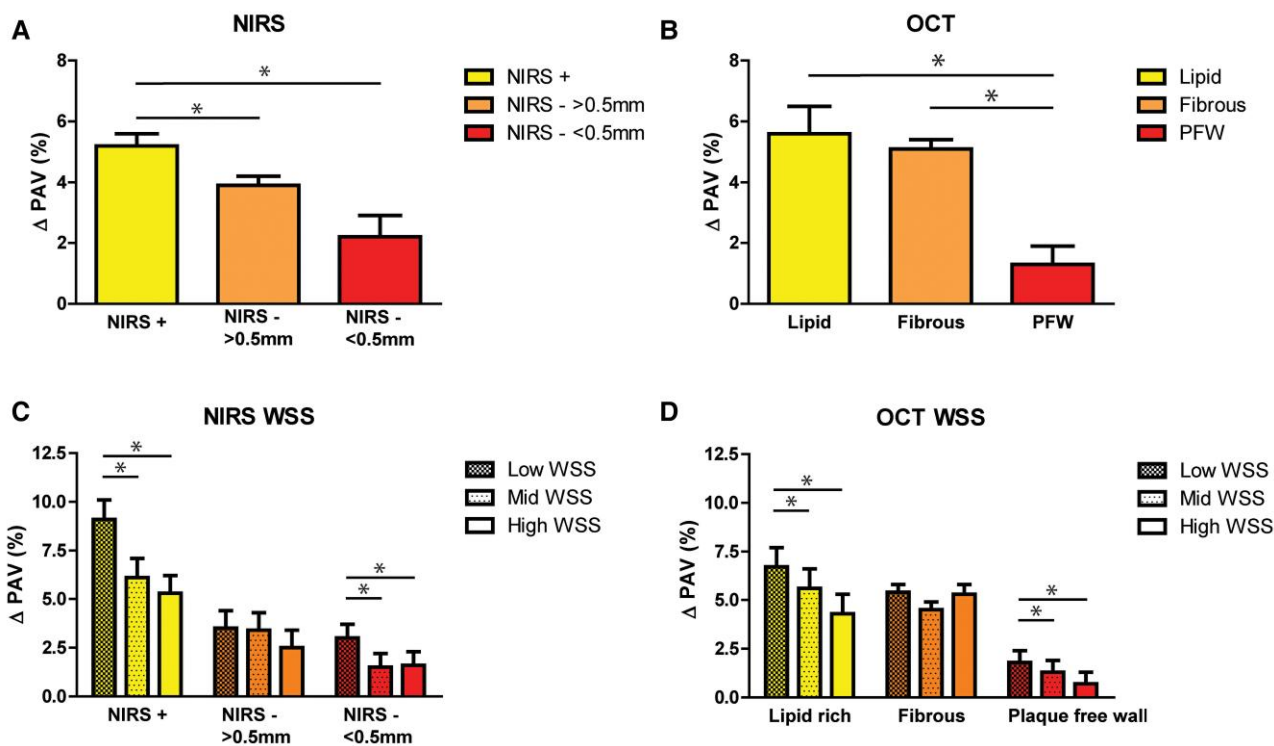 A
NIRS
Δ PAV (%)
8
6
4
2
0
*
*
NIRS +
NIRS - >0.5mm
NIRS - <0.5mm
NIRS +
NIRS -
>0.5mm
NIRS -
<0.5mm
B
OCT
Δ PAV (%)
8
6
4
2
0
*
*
Lipid
Fibrous
PFW
Lipid
Fibrous
PFW
C
NIRS WSS
Δ PAV (%)
12.5
10.0
7.5
5.0
2.5
0.0
*
*
*
*
Low WSS
Mid WSS
High WSS
NIRS +
NIRS -
>0.5mm
NIRS -
<0.5mm
D
OCT WSS
Δ PAV (%)
12.5
10.0
7.5
5.0
2.5
0.0
*
*
*
*
Low WSS
Mid WSS
High WSS
Lipid rich
Fibrous
Plaque free wall